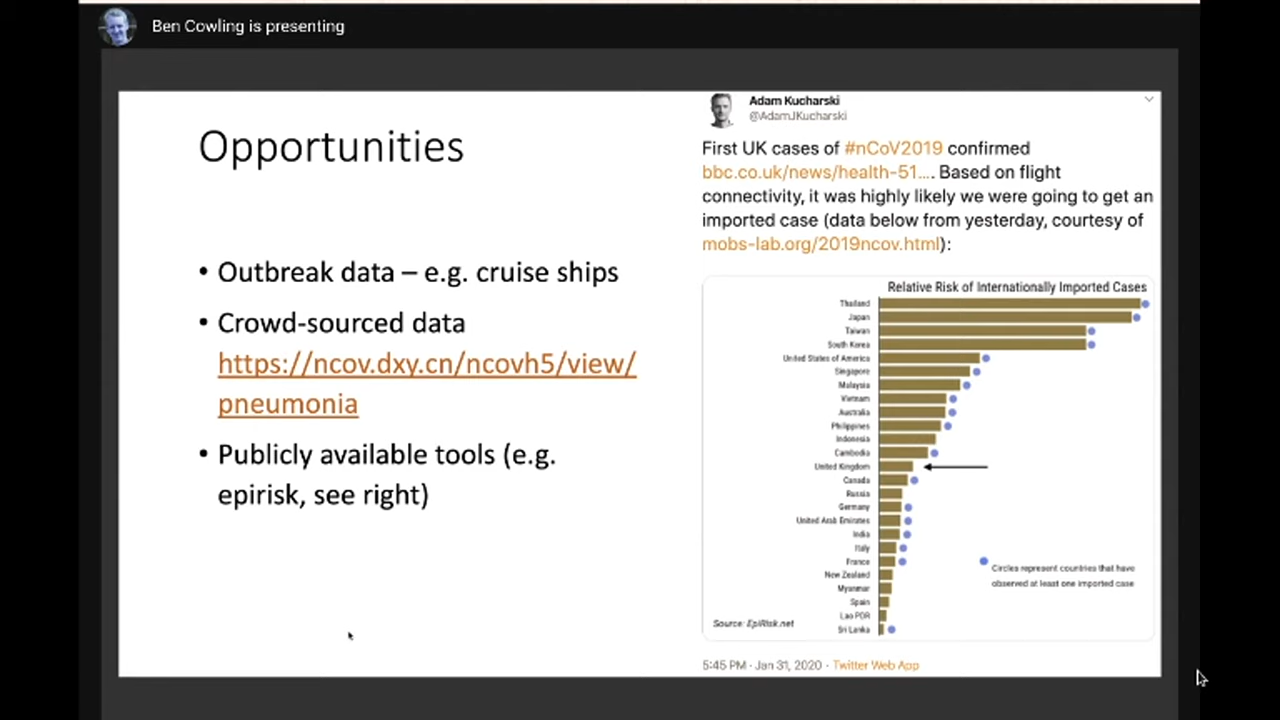 Ben Cowling is presenting
Opportunities
• Outbreak data – e.g. cruise ships
• Crowd-sourced data
https://ncov.dxy.cn/ncovh5/view/
pneumonia
• Publicly available tools (e.g.
epirisk, see right)
Adam Kucharski
@AdamJKucharski
First UK cases of #nCoV2019 confirmed
bbc.co.uk/news/health-51…. Based on flight
connectivity, it was highly likely we were going to get an
imported case (data below from yesterday, courtesy of
mobs-lab.org/2019ncov.html):
Relative Risk of Internationally Imported Cases
Thailand
Japan
Taiwan
South Korea
United States of America
Singapore
Malaysia
Vietnam
Australia
Philippines
Indonesia
Cambodia
United Kingdom
Canada
Russia
Germany
United Arab Emirates
India
Italy
France
New Zealand
Myanmar
Spain
Lao PDR
Sri Lanka
Circles represent countries that have
observed at least one imported case
Source: EpiRisk.net
5:45 PM · Jan 31, 2020 · Twitter Web App